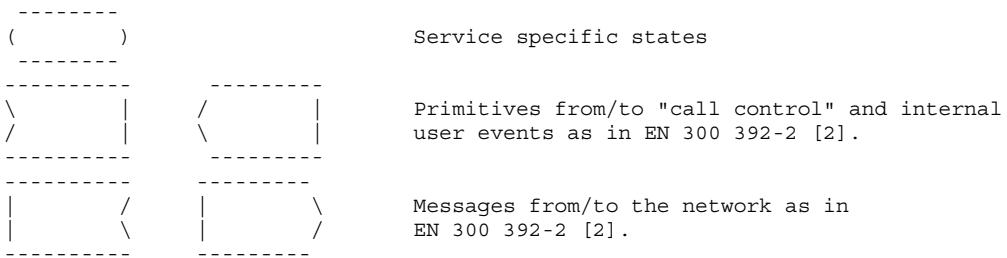 Service specific states
Primitives from/to "call control" and internal
user events as in EN 300 392-2 [2].
Messages from/to the network as in
EN 300 392-2 [2].